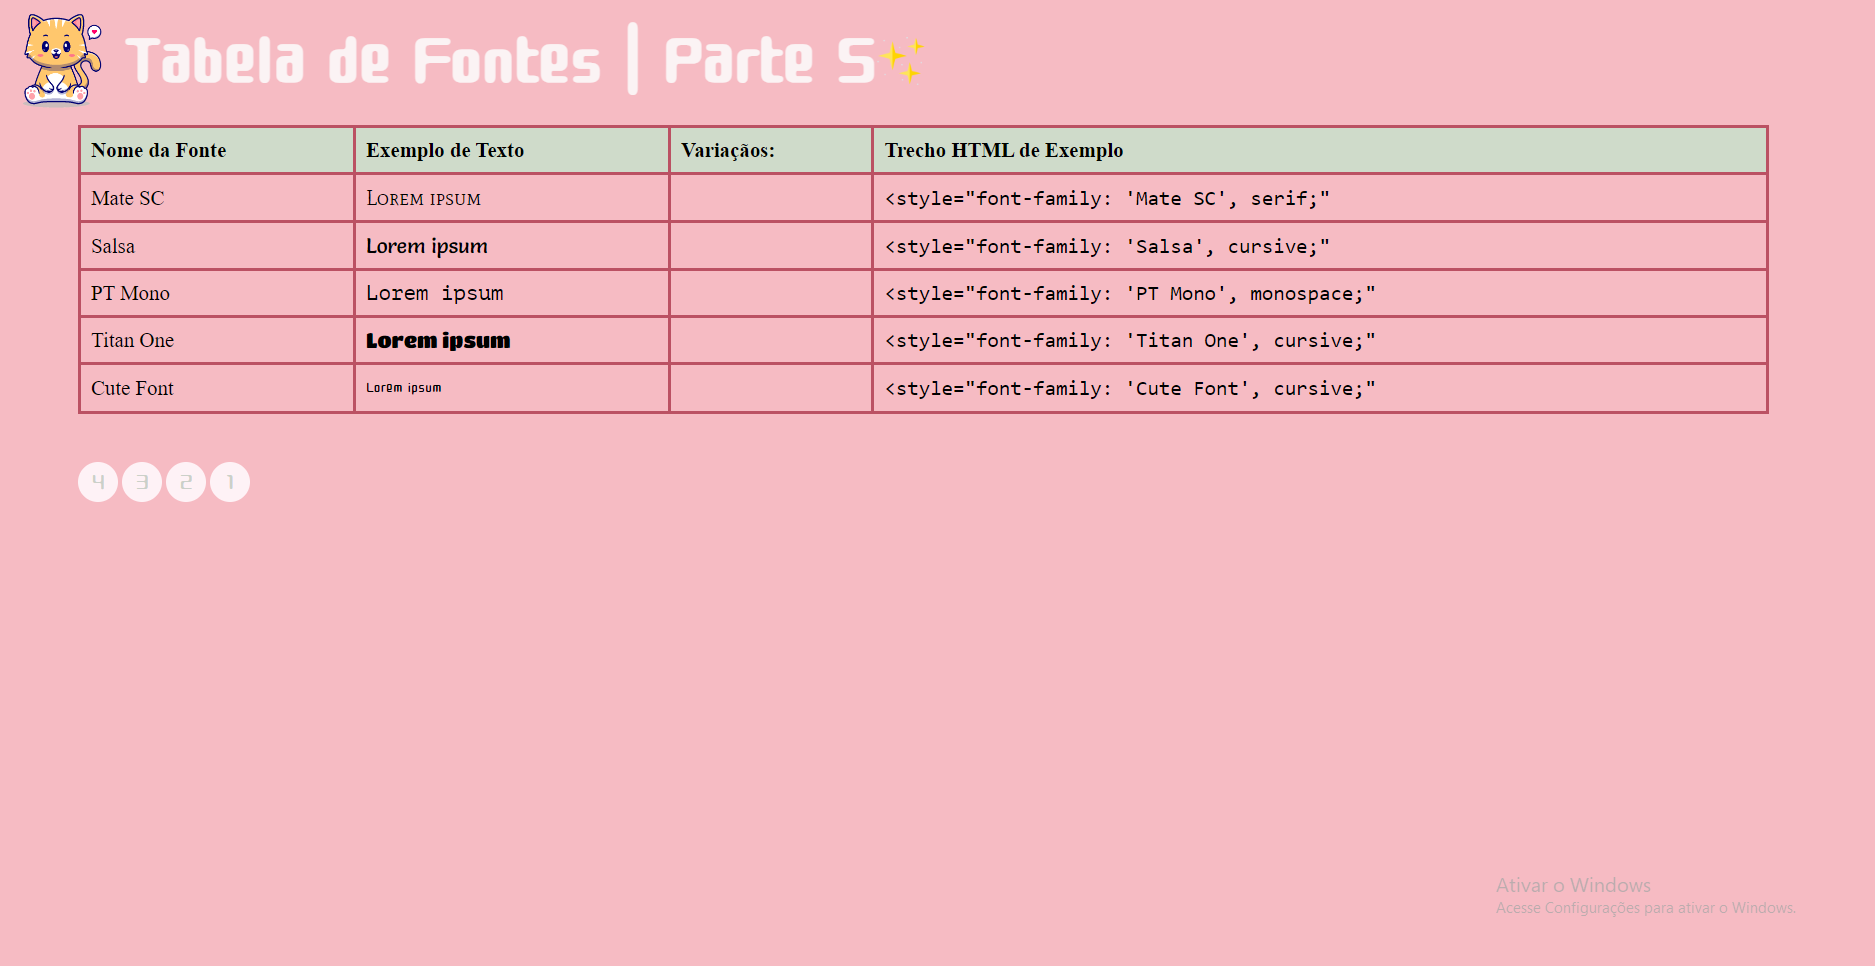 Tabela de Fontes | Parte 5✨
Nome da Fonte Exemplo de Texto Variaçãos: Trecho HTML de Exemplo
Mate SC Lorem ipsum <style="font-family: 'Mate SC', serif;"
Salsa Lorem ipsum <style="font-family: 'Salsa', cursive;"
PT Mono Lorem ipsum <style="font-family: 'PT Mono', monospace;"
Titan One Lorem ipsum <style="font-family: 'Titan One', cursive;"
Cute Font Lorem ipsum <style="font-family: 'Cute Font', cursive;"
4 3 2 1
Ativar o Windows
Acesse Configurações para ativar o Windows.